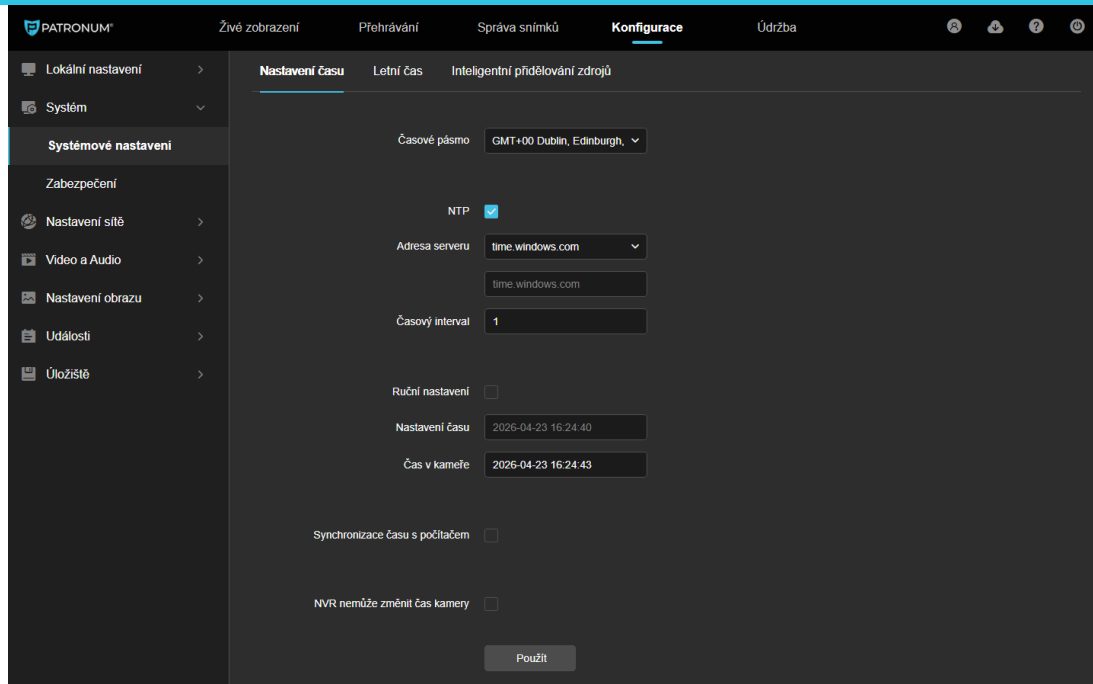 PATRONUM®
Živé zobrazení
Přehrávání
Správa snímků
Konfigurace
Údržba
Lokální nastavení
Systém
Systémové nastavení
Zabezpečení
Nastavení sítě
Video a Audio
Nastavení obrazu
Události
Úložiště
Nastavení času
Letní čas
Inteligentní přidělování zdrojů
Časové pásmo GMT+00 Dublin, Edinburgh,
NTP
Adresa serveru time.windows.com
time.windows.com
Časový interval 1
Ruční nastavení
Nastavení času 2026-04-23 16:24:40
Čas v kameře 2026-04-23 16:24:43
Synchronizace času s počítačem
NVR nemůže změnit čas kamery
Použít